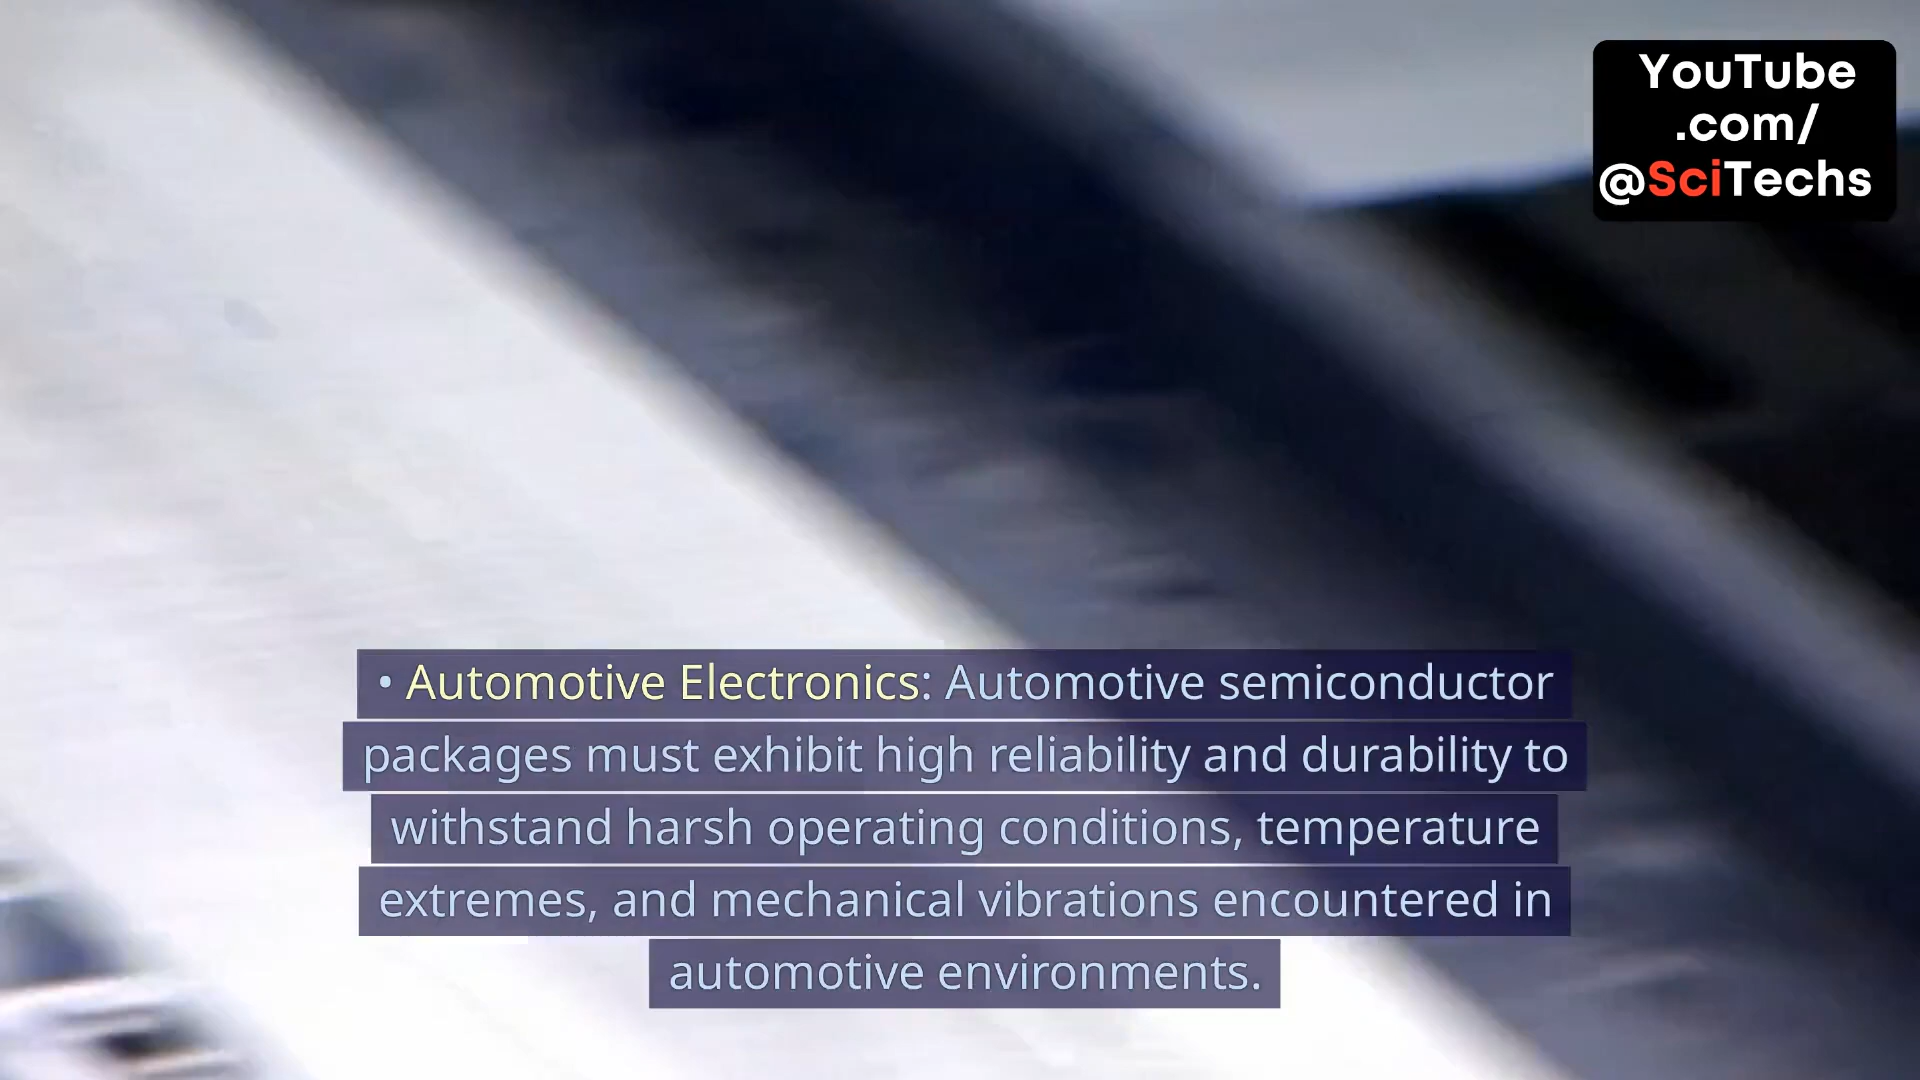 YouTube
.com/
@SciTechs
• Automotive Electronics: Automotive semiconductor
packages must exhibit high reliability and durability to
withstand harsh operating conditions, temperature
extremes, and mechanical vibrations encountered in
automotive environments.